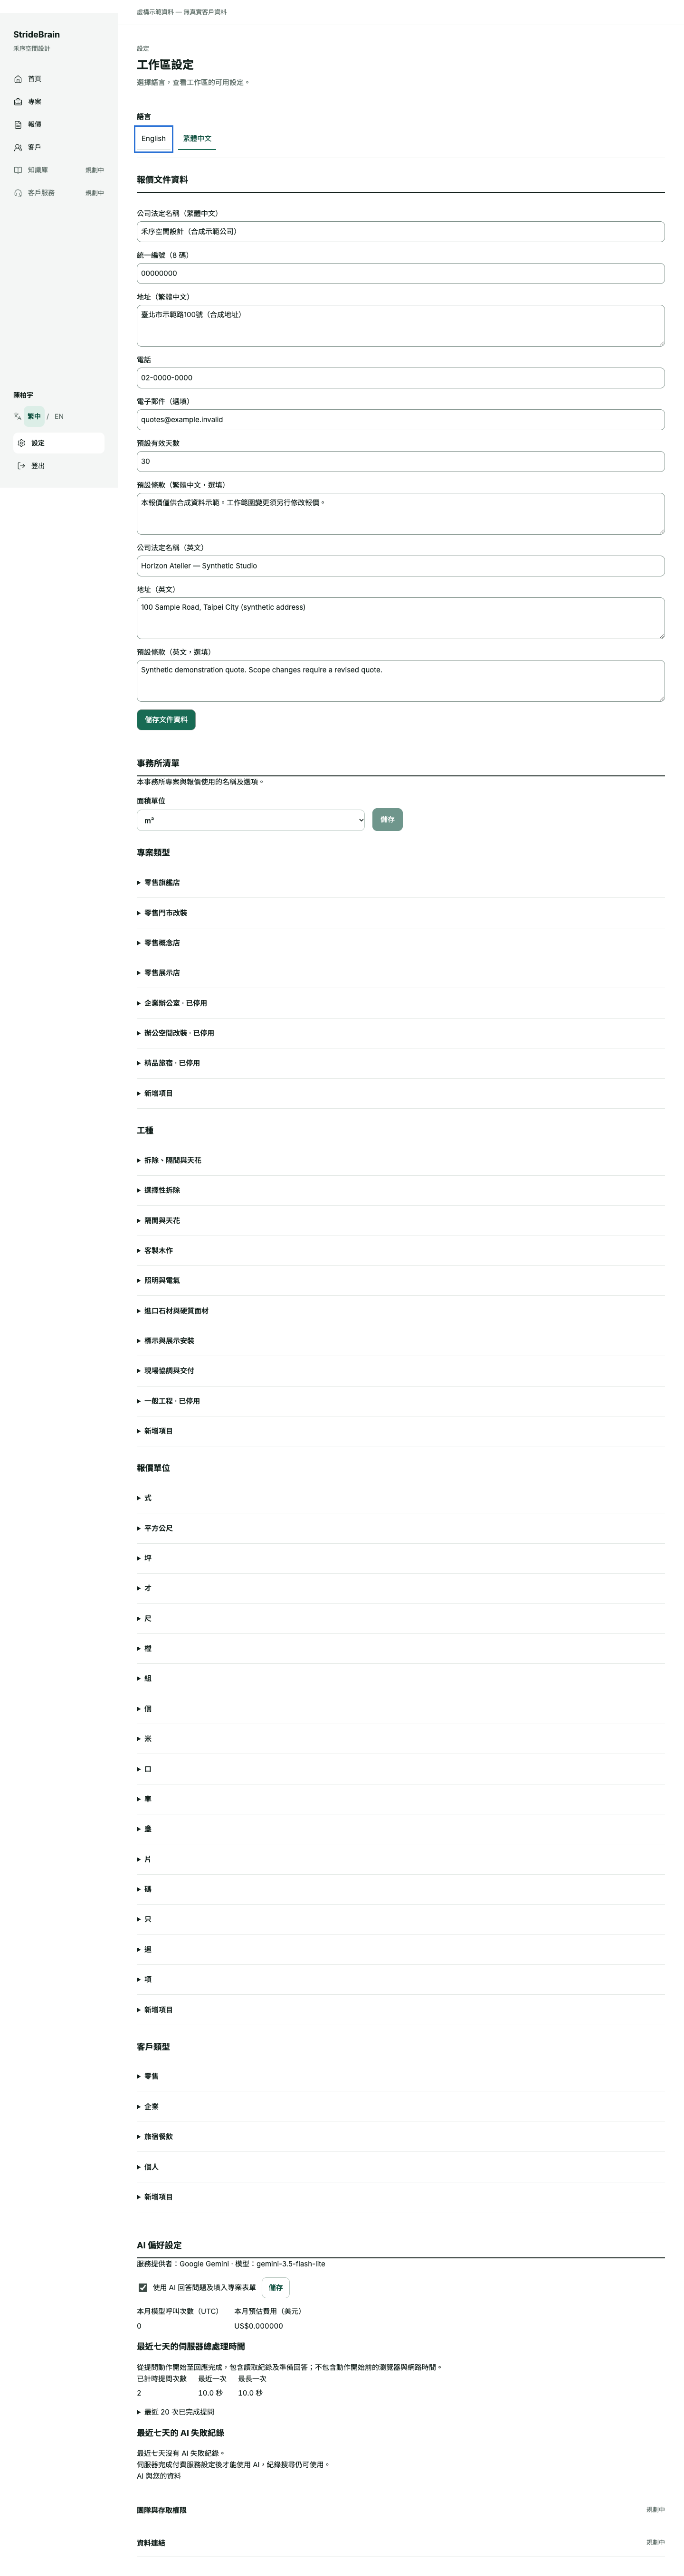 虛構示範資料 — 無真實客戶資料
StrideBrain
禾序空間設計
首頁
專案
報價
客戶
知識庫 規劃中
客戶服務 規劃中
陳柏宇
繁中 / EN
設定
登出
設定
工作區設定
選擇語言，查看工作區的可用設定。
語言
English 繁體中文
報價文件資料
公司法定名稱（繁體中文）
禾序空間設計（合成示範公司）
統一編號（8 碼）
00000000
地址（繁體中文）
臺北市示範路100號（合成地址）
電話
02-0000-0000
電子郵件（選填）
quotes@example.invalid
預設有效天數
30
預設條款（繁體中文，選填）
本報價僅供合成資料示範。工作範圍變更須另行修改報價。
公司法定名稱（英文）
Horizon Atelier — Synthetic Studio
地址（英文）
100 Sample Road, Taipei City (synthetic address)
預設條款（英文，選填）
Synthetic demonstration quote. Scope changes require a revised quote.
儲存文件資料
事務所清單
本事務所專案與報價使用的名稱及選項。
面積單位
m² 儲存
專案類型
零售旗艦店
零售門市改裝
零售概念店
零售展示店
企業辦公室 · 已停用
辦公空間改裝 · 已停用
精品旅宿 · 已停用
新增項目
工種
拆除、隔間與天花
選擇性拆除
隔間與天花
客製木作
照明與電氣
進口石材與硬質面材
標示與展示安裝
現場協調與交付
一般工程 · 已停用
新增項目
報價單位
式
平方公尺
坪
才
尺
樘
組
個
米
口
車
盞
片
碼
只
迴
項
新增項目
客戶類型
零售
企業
旅宿餐飲
個人
新增項目
AI 偏好設定
服務提供者：Google Gemini · 模型：gemini-3.5-flash-lite
使用 AI 回答問題及填入專案表單 儲存
本月模型呼叫次數（UTC） 本月預估費用（美元）
0 US$0.000000
最近七天的伺服器總處理時間
從提問動作開始至回應完成，包含讀取紀錄及準備回答；不包含動作開始前的瀏覽器與網路時間。
已計時提問次數 最近一次 最長一次
2 10.0 秒 10.0 秒
最近 20 次已完成提問
最近七天的 AI 失敗紀錄
最近七天沒有 AI 失敗紀錄。
伺服器完成付費服務設定後才能使用 AI，紀錄搜尋仍可使用。
AI 與您的資料
團隊與存取權限 規劃中
資料連結 規劃中